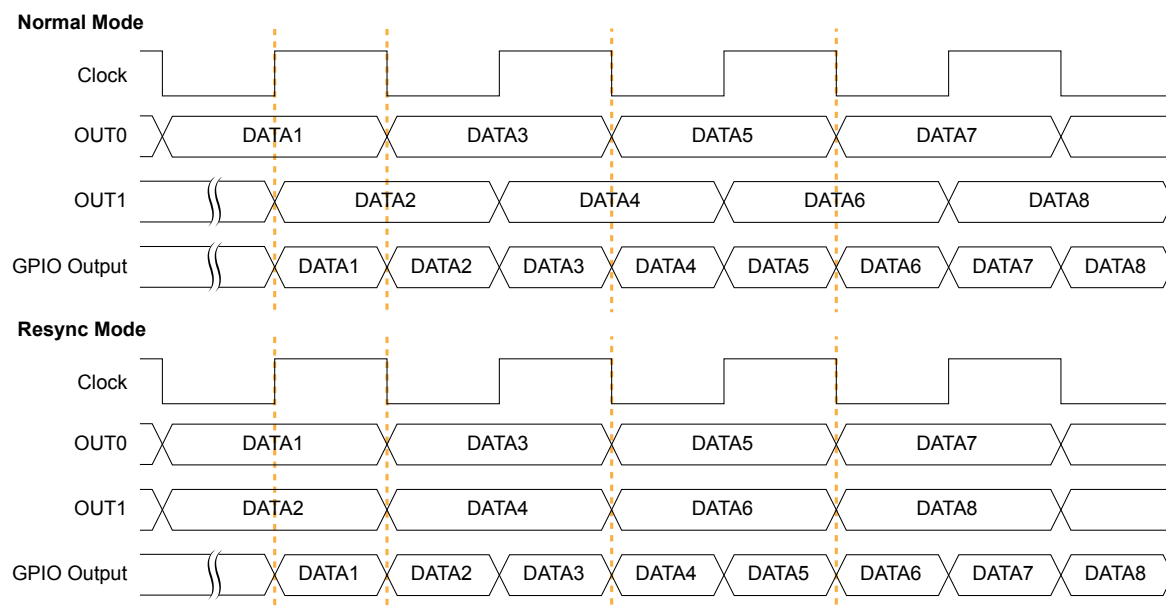 Normal Mode
Clock
OUT0 DATA1 DATA3 DATA5 DATA7
OUT1 DATA2 DATA4 DATA6 DATA8
GPIO Output DATA1 DATA2 DATA3 DATA4 DATA5 DATA6 DATA7 DATA8
Resync Mode
Clock
OUT0 DATA1 DATA3 DATA5 DATA7
OUT1 DATA2 DATA4 DATA6 DATA8
GPIO Output DATA1 DATA2 DATA3 DATA4 DATA5 DATA6 DATA7 DATA8